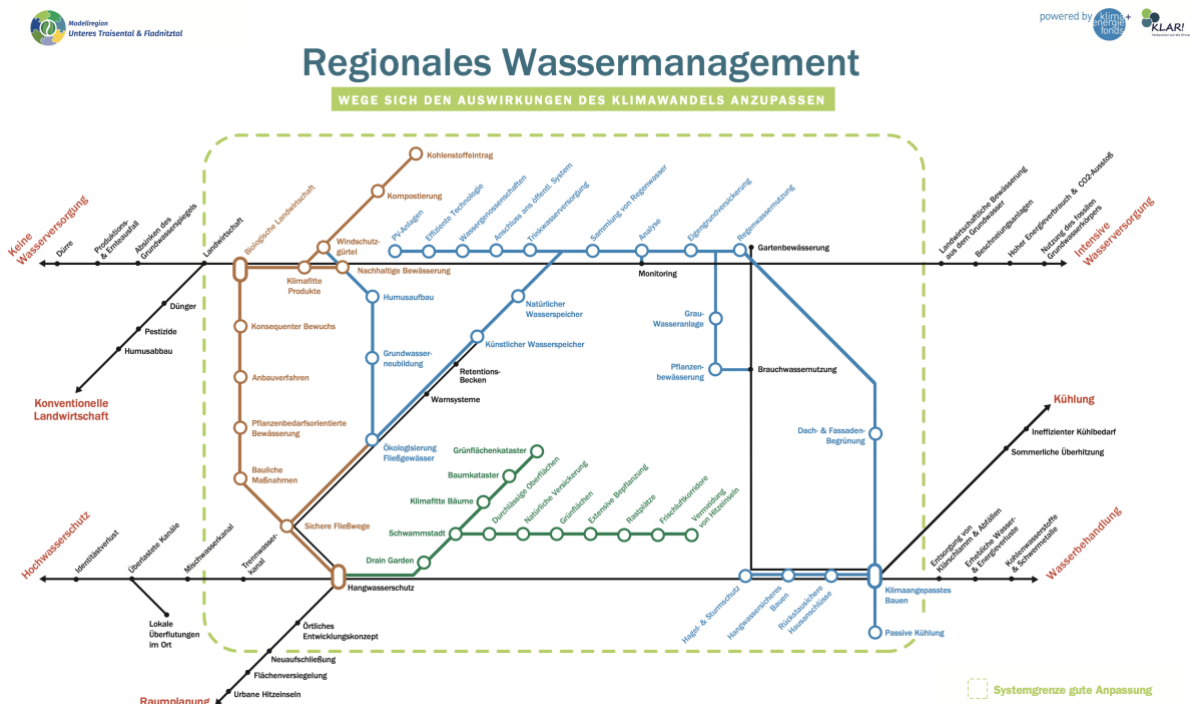 Modellregion
Unteres Traisental & Fladnitztal
powered by
klima+
energie
fonds
KLAR!
Regionales Wassermanagement
WEGE SICH DEN AUSWIRKUNGEN DES KLIMAWANDELS ANZUPASSEN
Keine
Wasserversorgung
Dürre
Produktions-
& Ernteausfall
Absinken des
Grundwasserspiegels
Landwirtschaft
Biologische Landwirtschaft
Kohlenstoffeintrag
Kompostierung
Windschutz-
gürtel
Klimafitte
Produkte
Nachhaltige Bewässerung
PV-Anlagen
Effiziente Technologie
Wassergenossenschaften
Anschluss ans öffentl. System
Trinkwasserversorgung
Sammlung von Regenwasser
Analyse
Monitoring
Eigengrundversickerung
Regenwassernutzung
Gartenbewässerung
Landwirtschaftliche Bewässerung
aus dem Grundwasser
Beschneiungsanlagen
Hoher Energieverbrauch & CO2-Ausstoß
Nutzung des fossilen
Grundwasserkörpers
Intensive
Wasserversorgung
Dünger
Pestizide
Humusabbau
Konventionelle
Landwirtschaft
Konsequenter Bewuchs
Anbauverfahren
Pflanzenbedarfsorientierte
Bewässerung
Bauliche
Maßnahmen
Sichere Fließwege
Humusaufbau
Grundwasser-
neubildung
Ökologisierung
Fließgewässer
Natürlicher
Wasserspeicher
Künstlicher Wasserspeicher
Retentions-
Becken
Warnsysteme
Grau-
Wasseranlage
Pflanzen-
bewässerung
Brauchwassernutzung
Dach- & Fassaden-
Begrünung
Kühlung
Ineffizienter Kühlbedarf
Sommerliche Überhitzung
Grünflächenkataster
Baumkataster
Klimafitte Bäume
Schwammstadt
Drain Garden
Durchlässige Oberflächen
Natürliche Versickerung
Grünflächen
Extensive Bepflanzung
Rastplätze
Frischluftkorridore
Vermeidung
von Hitzeinseln
Hochwasserschutz
Identitästverlust
Überlastete Kanäle
Mischwasserkanal
Trennwasser-
kanal
Hangwasserschutz
Lokale
Überflutungen
im Ort
Örtliches
Entwicklungskonzept
Neuaufschließung
Flächenversiegelung
Urbane Hitzeinseln
Raumplanung
Hagel- & Sturmschutz
Hangwassersicheres
Bauen
Rückstausichere
Hausanschlüsse
Klimaangepasstes
Bauen
Passive Kühlung
Entsorgung von
Klärschlamm & Abfällen
Erhebliche Wasser-
& Energieverluste
Kohlenwasserstoffe
& Schwermetalle
Wasserbehandlung
Systemgrenze gute Anpassung